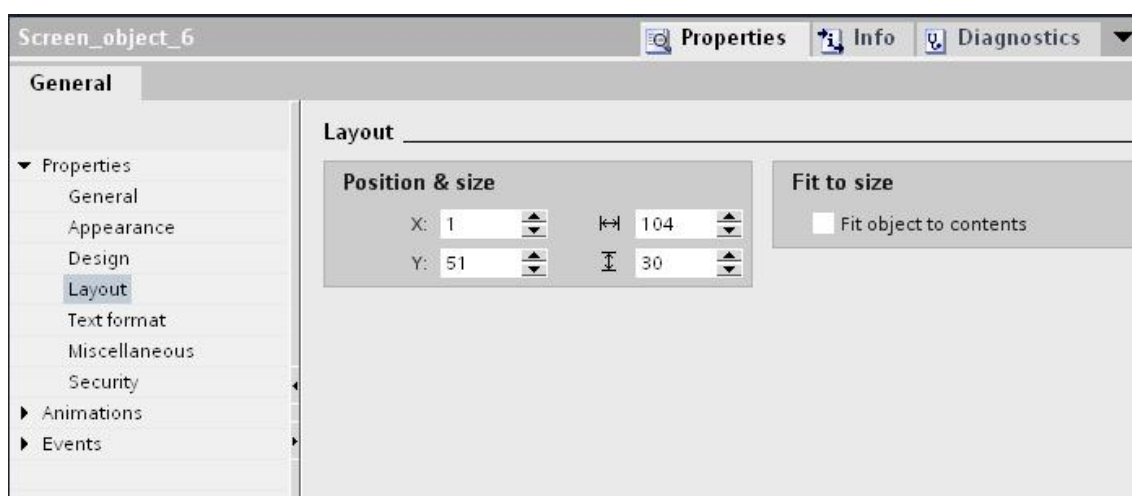 Screen_object_6
Properties
Info
Diagnostics
General
Layout
Properties
General
Appearance
Design
Layout
Text format
Miscellaneous
Security
Animations
Events
Position & size
X: 1
104
Y: 51
30
Fit to size
Fit object to contents